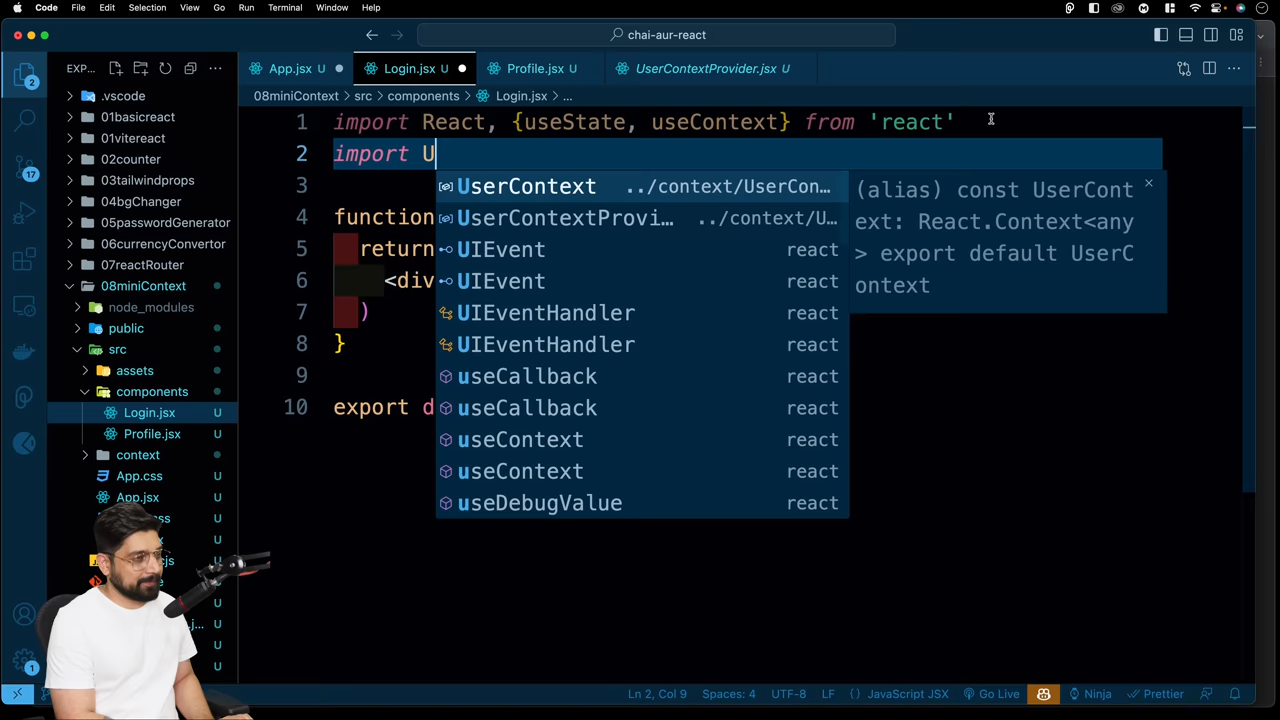 Code File Edit Selection View Go Run Terminal Window Help
chai-aur-react
EXP...
App.jsx U
Login.jsx U
Profile.jsx U
UserContextProvider.jsx U
08miniContext > src > components > Login.jsx > ...
2
17
1
.vscode
01basicreact
01vitereact
02counter
03tailwindprops
04bgChanger
05passwordGenerator
06currencyConvertor
07reactRouter
08miniContext
node_modules
public
src
assets
components
Login.jsx U
Profile.jsx U
context
App.css U
App.jsx U
U
U
U
U
U
U
U
1 import React, {useState, useContext} from 'react'
2 import U
3
4 function
5 return
6 <div
7 )
8 }
9
10 export d
UserContext ../context/UserCon...
UserContextProvi... ../context/U...
UIEvent react
UIEvent react
UIEventHandler react
UIEventHandler react
useCallback react
useCallback react
useContext react
useContext react
useDebugValue react
(alias) const UserCont
ext: React.Context<any
> export default UserC
ontext
Ln 2, Col 9 Spaces: 4 UTF-8 LF {} JavaScript JSX Go Live Ninja Prettier